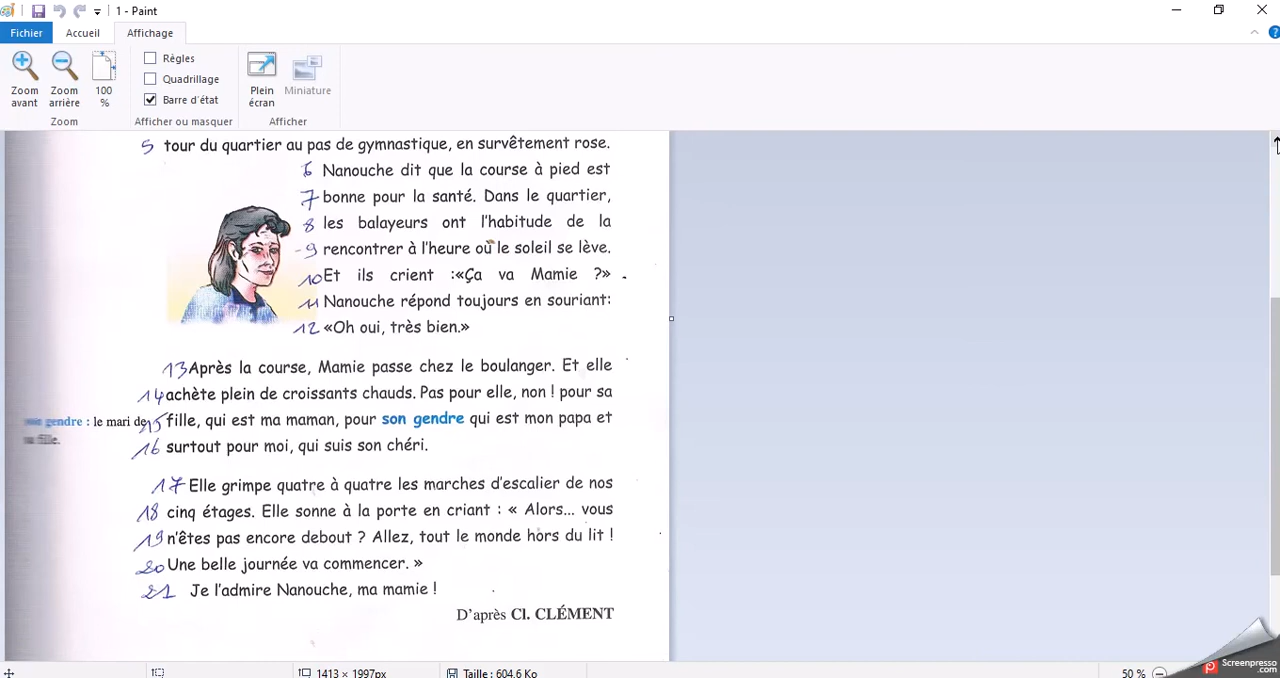 1 - Paint
Fichier Accueil Affichage
Zoom avant
Zoom arrière
100 %
Règles
Quadrillage
Barre d'état
Plein écran
Miniature
Zoom
Afficher ou masquer
Afficher
5 tour du quartier au pas de gymnastique, en survêtement rose.
6 Nanouche dit que la course à pied est
7 bonne pour la santé. Dans le quartier,
8 les balayeurs ont l'habitude de la
9 rencontrer à l'heure où le soleil se lève.
10 Et ils crient :«Ça va Mamie ?»
11 Nanouche répond toujours en souriant:
12 «Oh oui, très bien.»
13 Après la course, Mamie passe chez le boulanger. Et elle
14 achète plein de croissants chauds. Pas pour elle, non ! pour sa
son gendre : le mari de
sa fille.
15 fille, qui est ma maman, pour son gendre qui est mon papa et
16 surtout pour moi, qui suis son chéri.
17 Elle grimpe quatre à quatre les marches d'escalier de nos
18 cinq étages. Elle sonne à la porte en criant : « Alors... vous
19 n'êtes pas encore debout ? Allez, tout le monde hors du lit !
20 Une belle journée va commencer. »
21 Je l'admire Nanouche, ma mamie !
D'après Cl. CLÉMENT
1413 × 1997px
Taille : 604,6 Ko
50 %
Screenpresso
.com